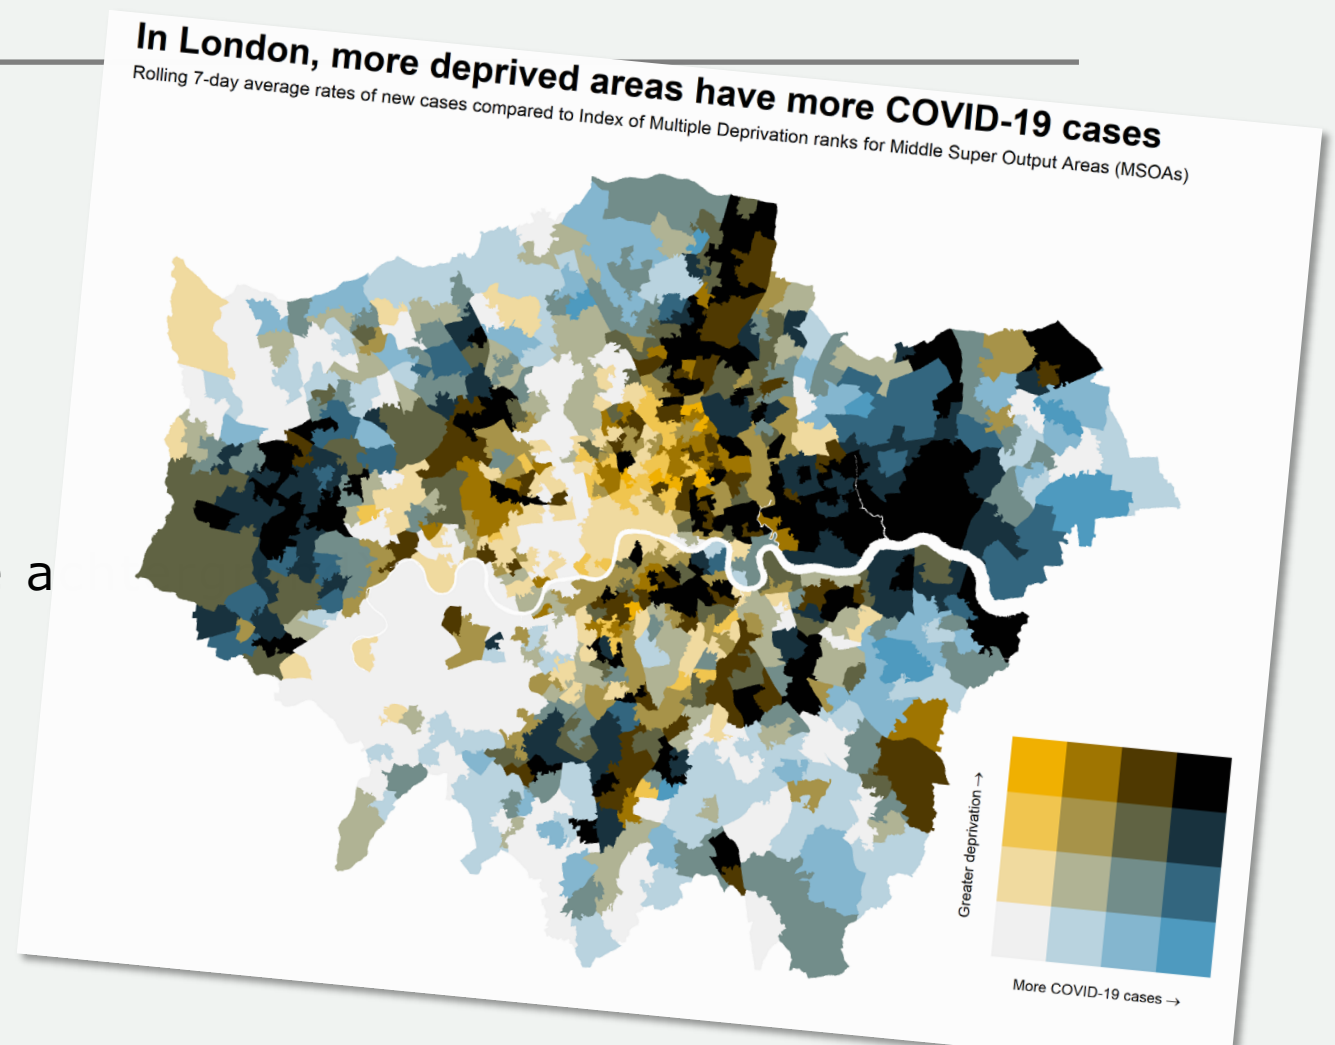 In London, more deprived areas have more COVID-19 cases
Rolling 7-day average rates of new cases compared to Index of Multiple Deprivation ranks for Middle Super Output Areas (MSOAs)
Greater deprivation →
More COVID-19 cases →